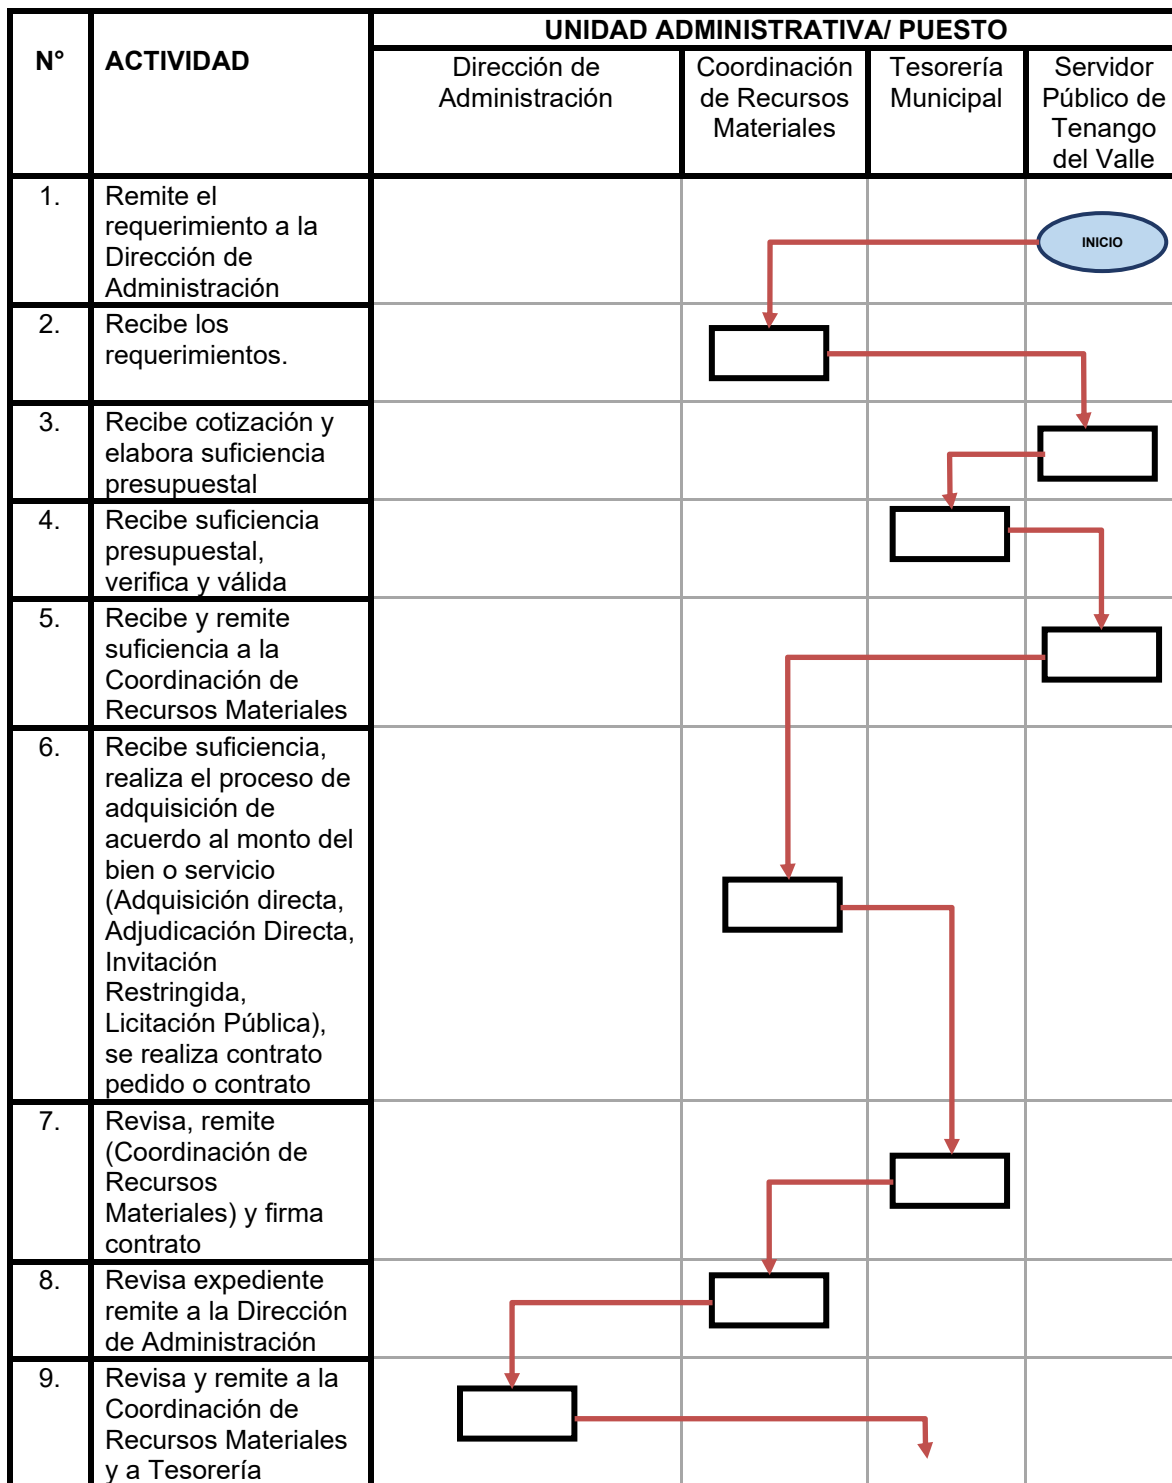 N°
ACTIVIDAD
UNIDAD ADMINISTRATIVA/ PUESTO
Dirección de
Administración
Coordinación
de Recursos
Materiales
Tesorería
Municipal
Servidor
Público de
Tenango
del Valle
1.
Remite el
requerimiento a la
Dirección de
Administración
INICIO
2.
Recibe los
requerimientos.
3.
Recibe cotización y
elabora suficiencia
presupuestal
4.
Recibe suficiencia
presupuestal,
verifica y válida
5.
Recibe y remite
suficiencia a la
Coordinación de
Recursos Materiales
6.
Recibe suficiencia,
realiza el proceso de
adquisición de
acuerdo al monto del
bien o servicio
(Adquisición directa,
Adjudicación Directa,
Invitación
Restringida,
Licitación Pública),
se realiza contrato
pedido o contrato
7.
Revisa, remite
(Coordinación de
Recursos
Materiales) y firma
contrato
8.
Revisa expediente
remite a la Dirección
de Administración
9.
Revisa y remite a la
Coordinación de
Recursos Materiales
y a Tesorería